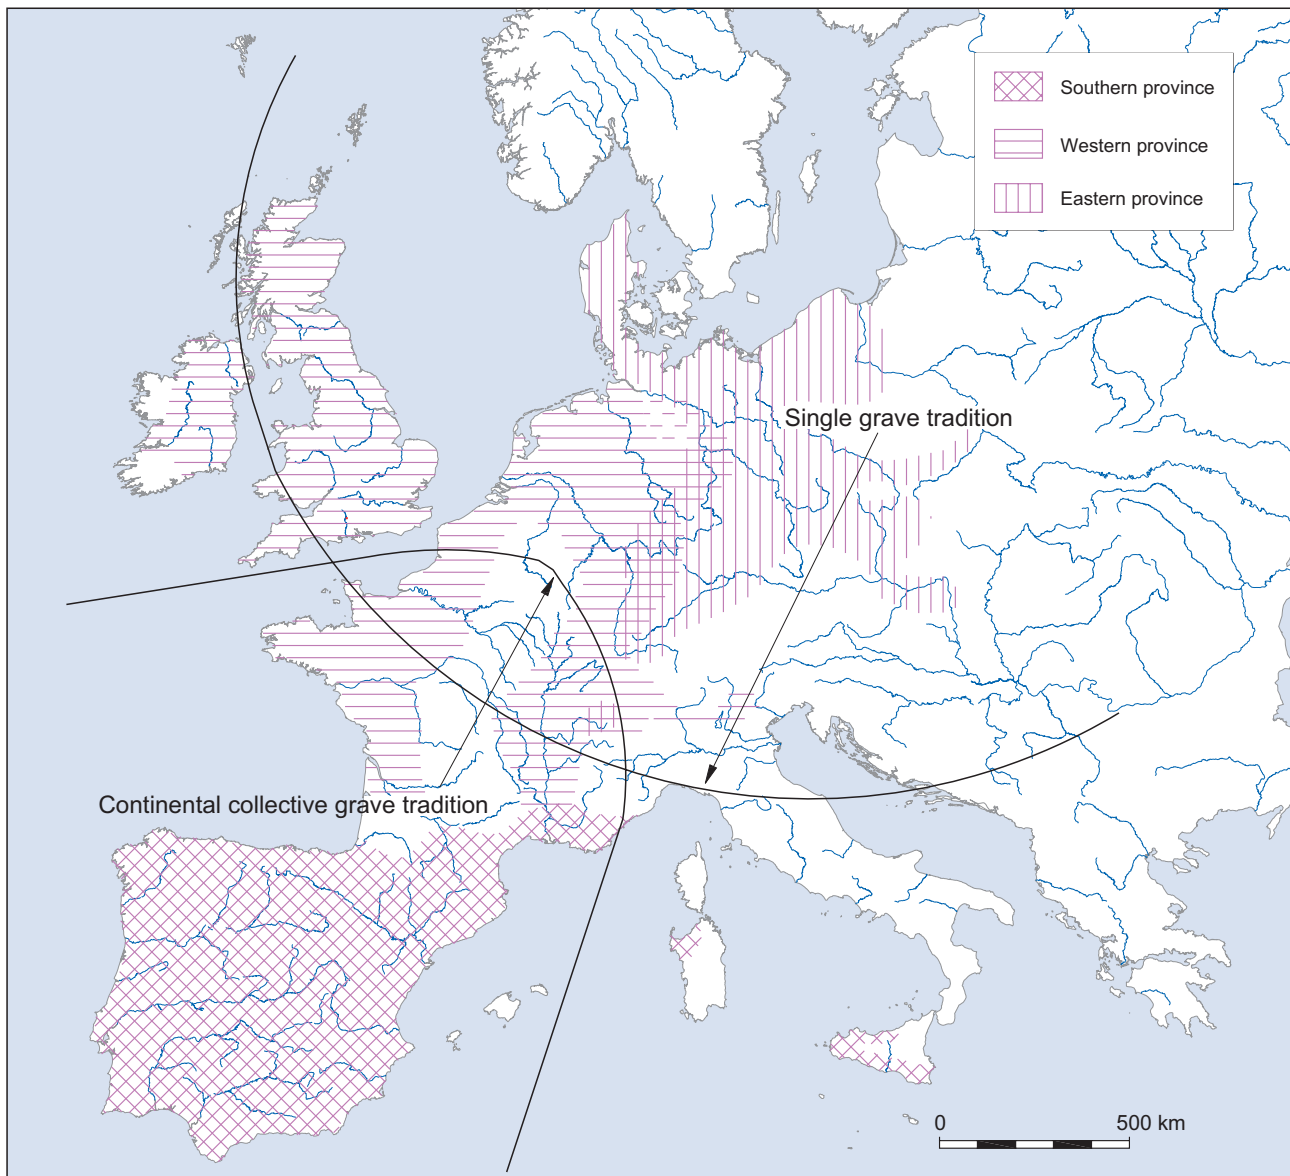 Southern province
Western province
Eastern province
Single grave tradition
Continental collective grave tradition
0 500 km